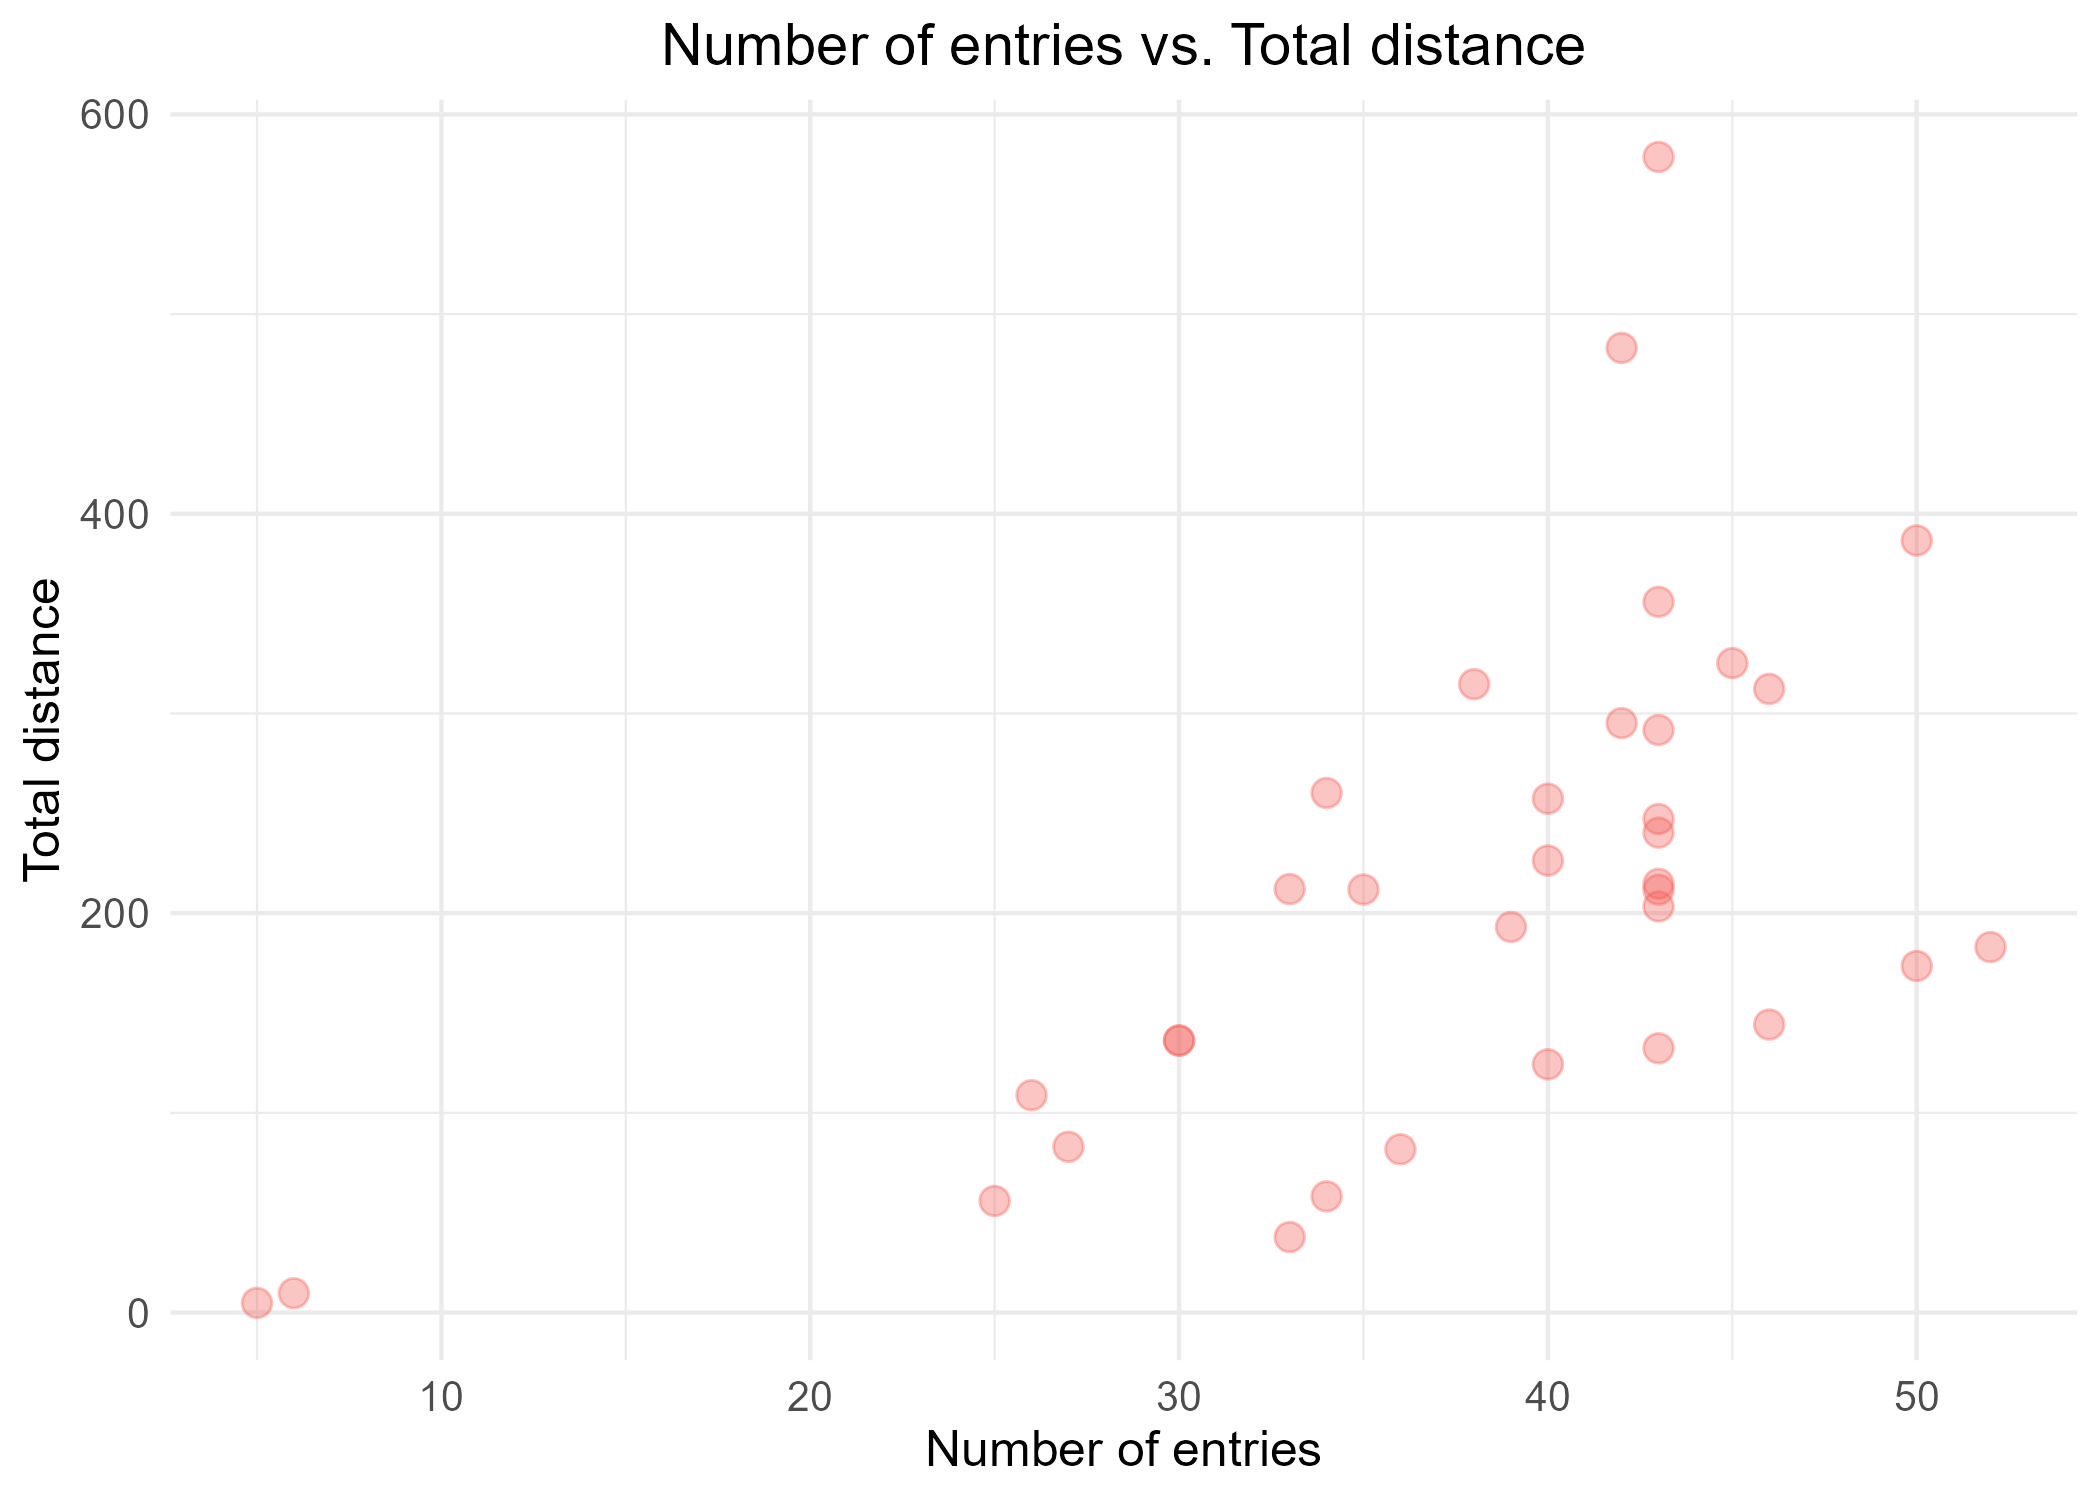 Number of entries vs. Total distance
600
400
200
0
Total distance
10 20 30 40 50
Number of entries